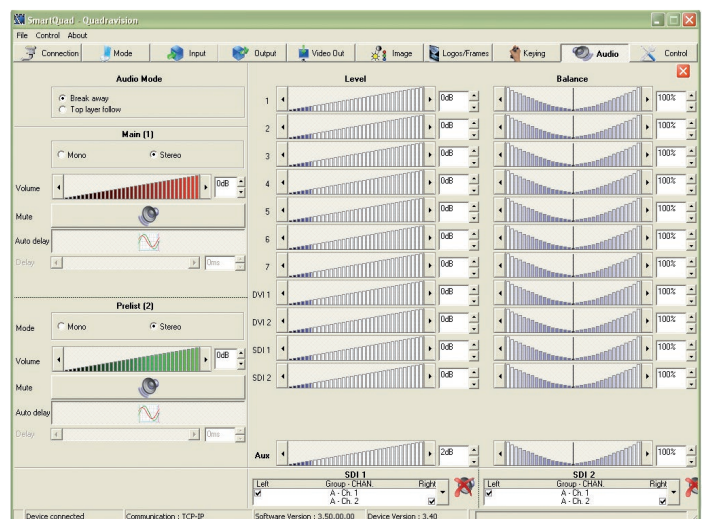 SmartQuad - Quadravision
File Control About
Connection Mode Input Output Video Out Image Logos/Frames Keying Audio Control
Audio Mode
Break away
Top layer follow
Main (1)
Mono Stereo
Volume 0dB
Mute
Auto delay
Delay 0ms
Prelist (2)
Mode Mono Stereo
Volume 0dB
Mute
Auto delay
Delay 0ms
Level Balance
1 0dB 100%
2 0dB 100%
3 0dB 100%
4 0dB 100%
5 0dB 100%
6 0dB 100%
7 0dB 100%
DVI 1 0dB 100%
DVI 2 0dB 100%
SDI 1 0dB 100%
SDI 2 0dB 100%
Aux 2dB 100%
SDI 1
Left Group - CHAN. Right
A - Ch. 1
A - Ch. 2
SDI 2
Left Group - CHAN. Right
A - Ch. 1
A - Ch. 2
Device connected Communication : TCP-IP Software Version : 3.50.00.00 Device Version : 3.40